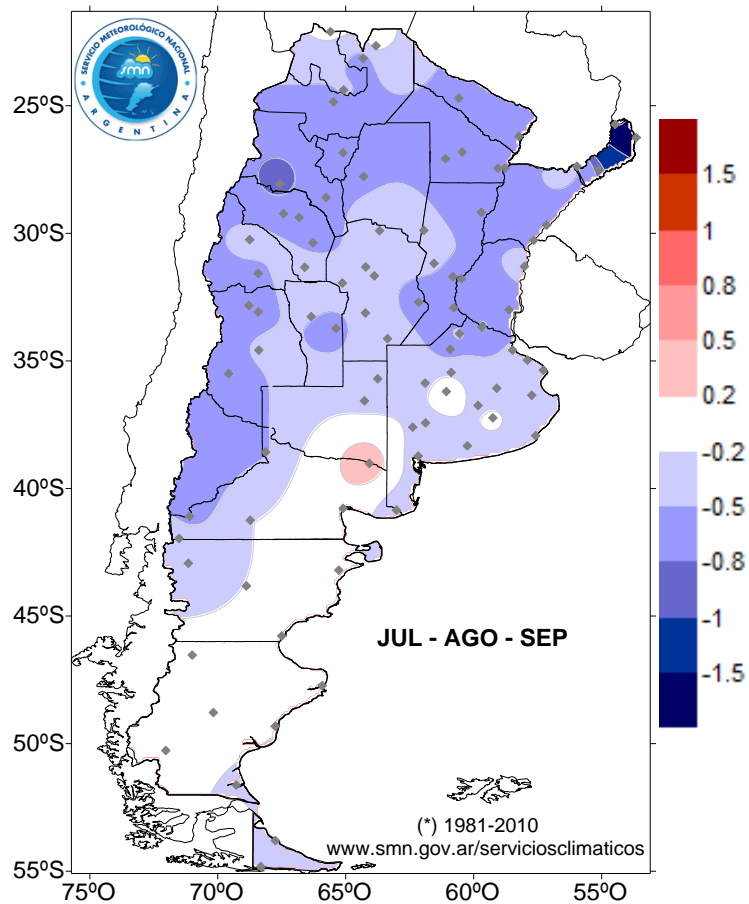 SERVICIO METEOROLÓGICO NACIONAL
smn
ARGENTINA
25ºS
30ºS
35ºS
40ºS
45ºS
50ºS
55ºS
75ºO
70ºO
65ºO
60ºO
55ºO
1.5
1
0.8
0.5
0.2
-0.2
-0.5
-0.8
-1
-1.5
JUL - AGO - SEP
(*) 1981-2010
www.smn.gov.ar/serviciosclimaticos